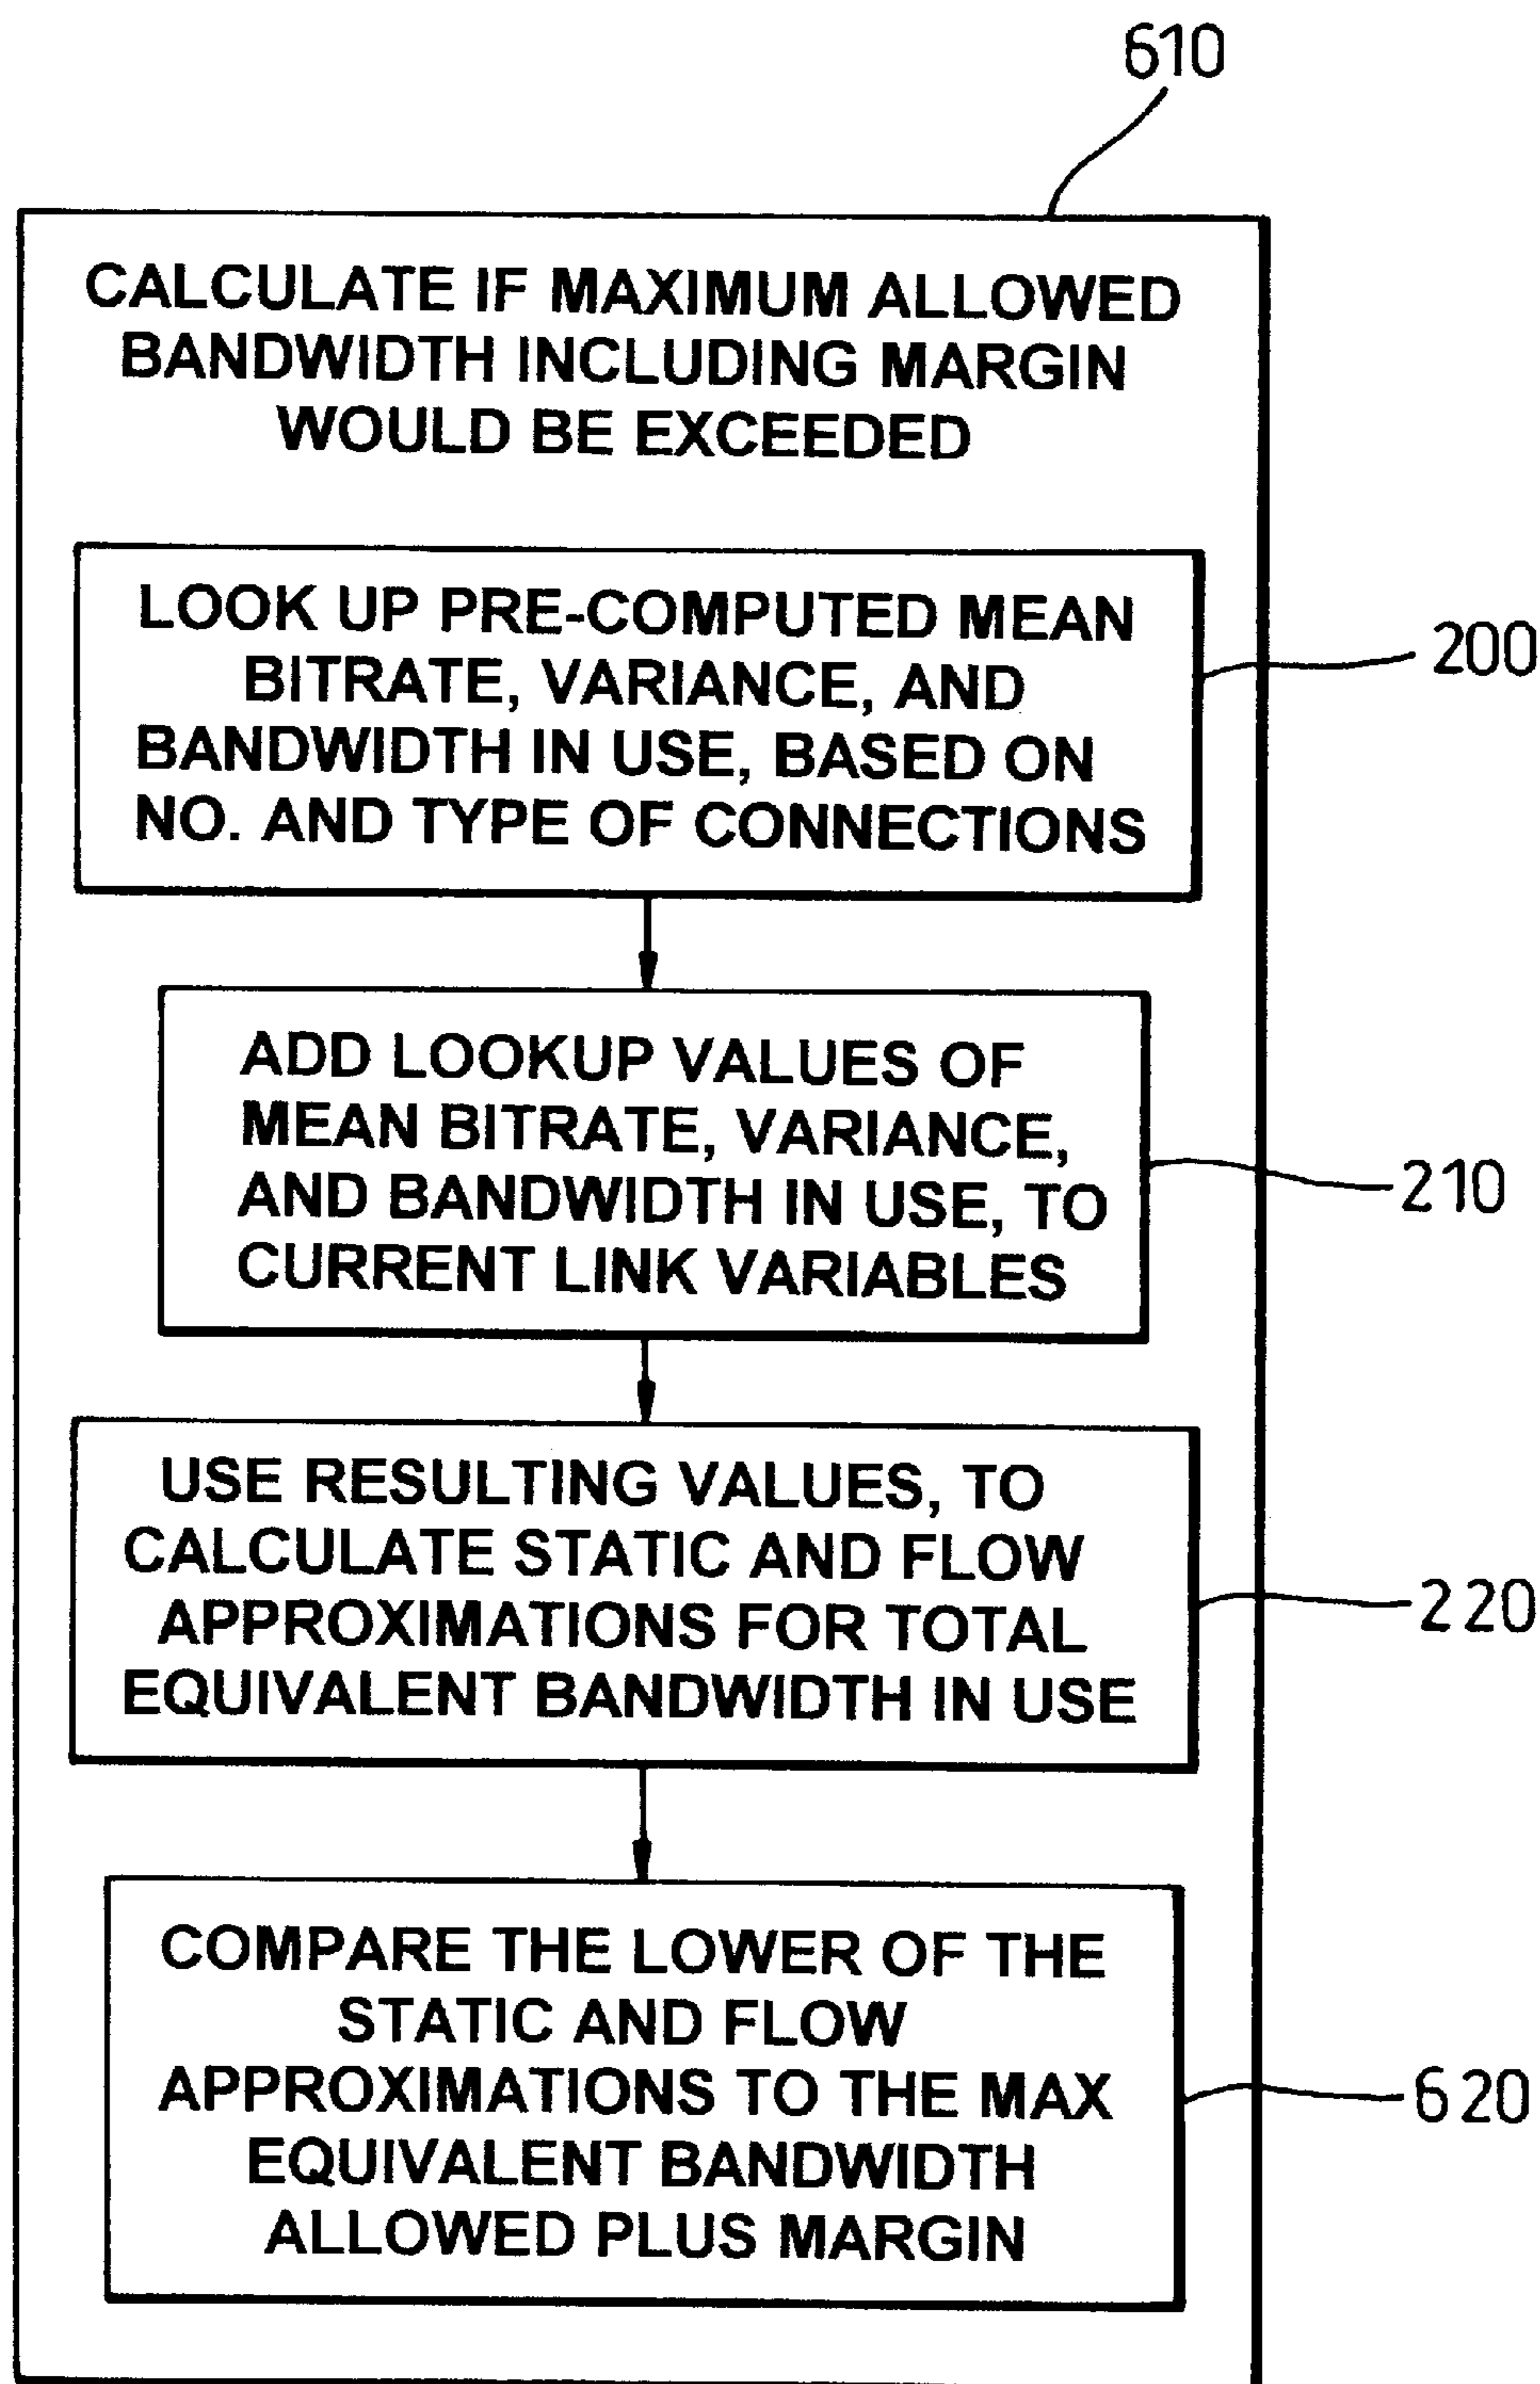 610
CALCULATE IF MAXIMUM ALLOWED
BANDWIDTH INCLUDING MARGIN
WOULD BE EXCEEDED
LOOK UP PRE-COMPUTED MEAN
BITRATE, VARIANCE, AND
BANDWIDTH IN USE, BASED ON
NO. AND TYPE OF CONNECTIONS
200
ADD LOOKUP VALUES OF
MEAN BITRATE, VARIANCE,
AND BANDWIDTH IN USE, TO
CURRENT LINK VARIABLES
210
USE RESULTING VALUES, TO
CALCULATE STATIC AND FLOW
APPROXIMATIONS FOR TOTAL
EQUIVALENT BANDWIDTH IN USE
220
COMPARE THE LOWER OF THE
STATIC AND FLOW
APPROXIMATIONS TO THE MAX
EQUIVALENT BANDWIDTH
ALLOWED PLUS MARGIN
620